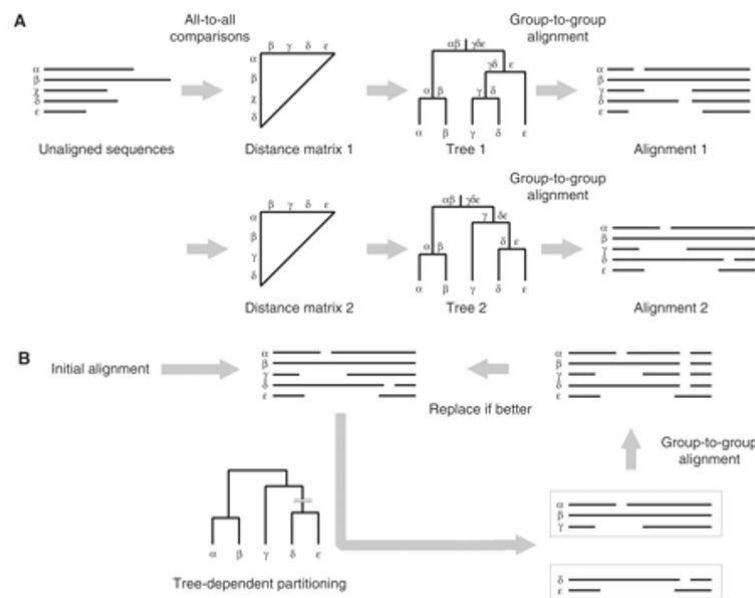 A
All-to-all
comparisons
Group-to-group
alignment
β γ δ ε
α
β
χ
δ
αβ γδε
γδ ε
α β γ δ
α β γ δ ε
α
β
χ
δ
ε
α
β
γ
δ
ε
Unaligned sequences
Distance matrix 1
Tree 1
Alignment 1
Group-to-group
alignment
β γ δ ε
α
β
γ
δ
αβ γδε
γ δε
α β δ ε
α β γ δ ε
α
β
γ
δ
ε
Distance matrix 2
Tree 2
Alignment 2
B
Initial alignment
α
β
γ
δ
ε
α
β
γ
δ
ε
Replace if better
Group-to-group
alignment
α
β
γ
α β γ δ ε
δ
ε
Tree-dependent partitioning